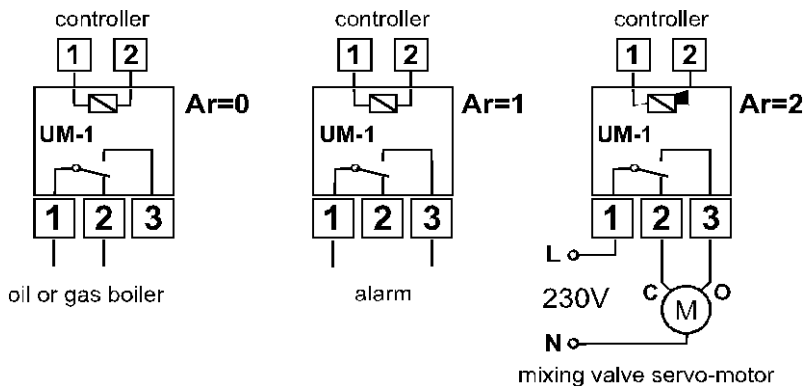 controller
1 2
Ar=0
UM-1
1 2 3
oil or gas boiler
controller
1 2
Ar=1
UM-1
1 2 3
alarm
controller
1 2
Ar=2
UM-1
1 2 3
L
230V
C M O
N
mixing valve servo-motor